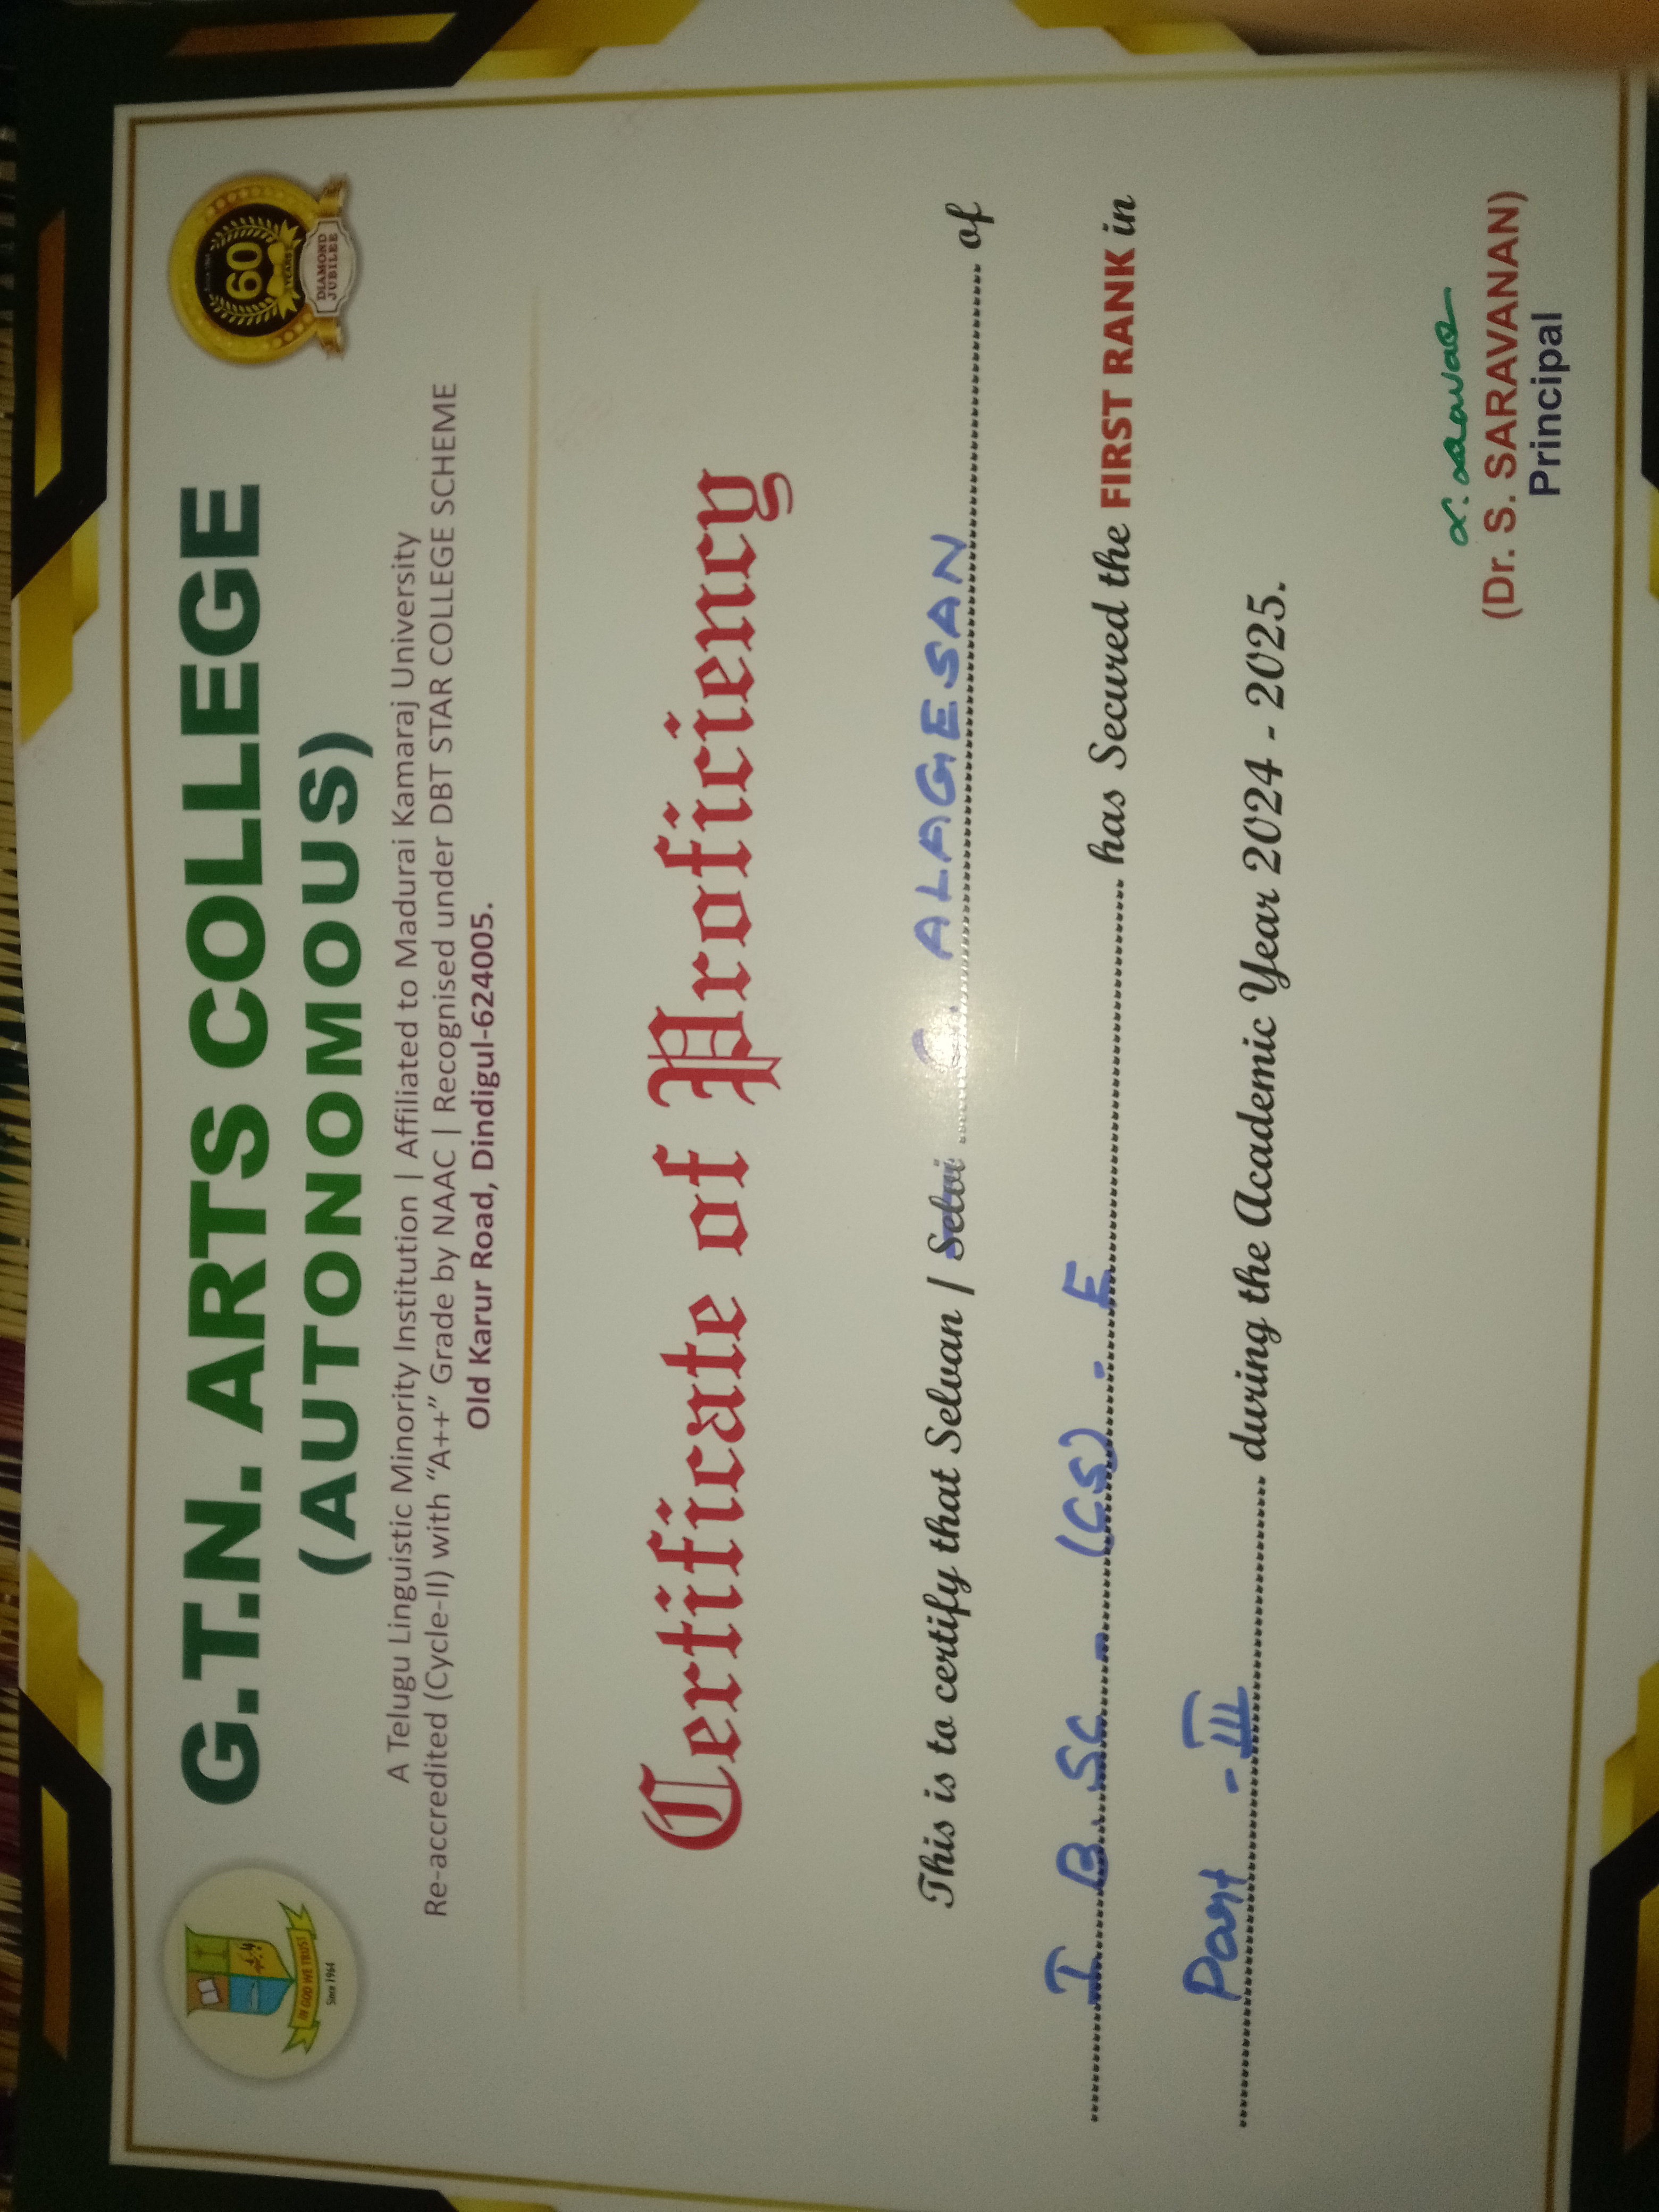 G.T.N. ARTS COLLEGE
(AUTONOMOUS)
A Telugu Linguistic Minority Institution | Affiliated to Madurai Kamaraj University
Re-accredited (Cycle-II) with “A++” Grade by NAAC | Recognised under DBT STAR COLLEGE SCHEME
Old Karur Road, Dindigul-624005.
IN GOD WE TRUST
Since 1964
Since 1964
60
YEARS
DIAMOND
JUBILEE
Certificate of Proficiency
This is to certify that Selvan / Selvi ALAGESAN of
I B.SC - (CS) - E has Secured the FIRST RANK in
Part - III during the Academic Year 2024 - 2025.
(Dr. S. SARAVANAN)
Principal